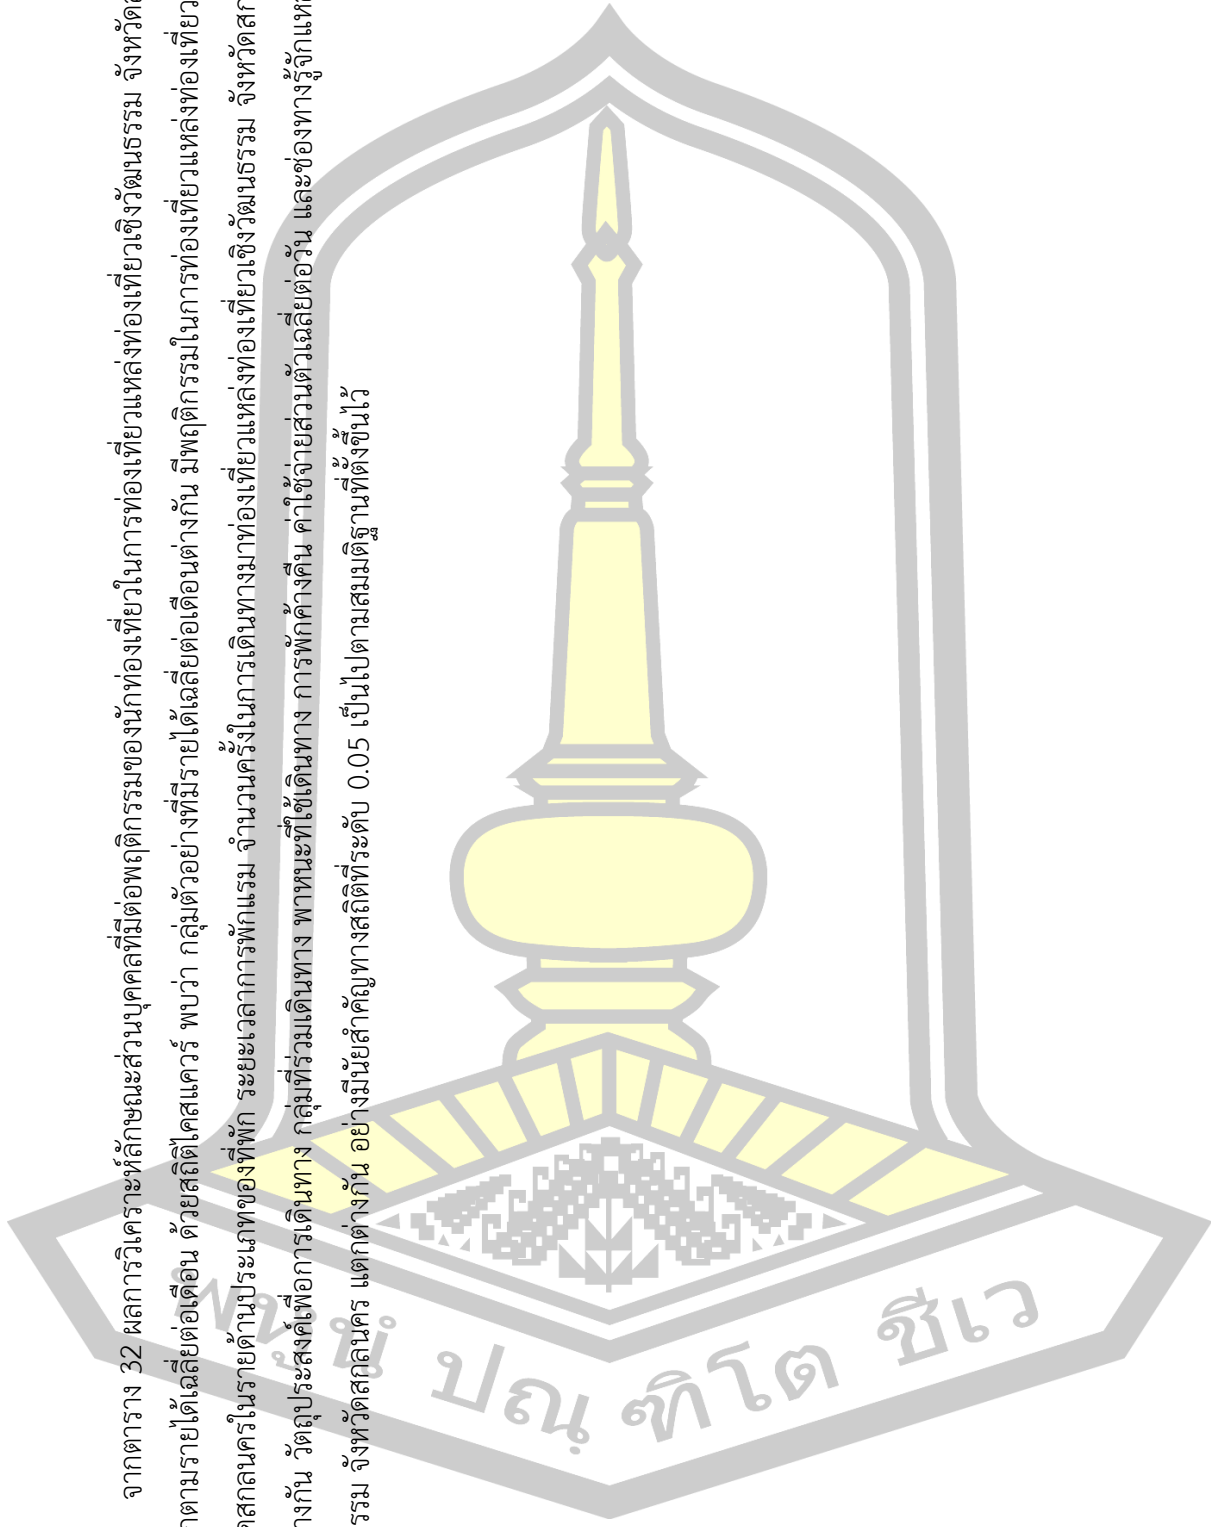 จากตาราง 32 ผลการวิเคราะห์ลักษณะส่วนบุคคลที่มีต่อพฤติกรรมของนักท่องเที่ยวในการท่องเที่ยวแหล่งท่องเที่ยวเชิงวัฒนธรรม จังหวัด
ตามรายได้เฉลี่ยต่อเดือน ด้วยสถิติไคสแควร์ พบว่า กลุ่มตัวอย่างที่มีรายได้เฉลี่ยต่อเดือนต่างกัน มีพฤติกรรมในการท่องเที่ยวแหล่งท่องเที่ยว
สกลนครในรายด้านประเภทของที่พัก ระยะเวลาการพักแรม จำนวนครั้งในการเดินทางมาท่องเที่ยวแหล่งท่องเที่ยวเชิงวัฒนธรรม จังหวัดสก
างกัน วัตถุประสงค์เพื่อการเดินทาง กลุ่มที่ร่วมเดินทาง พาหนะที่ใช้เดินทาง การพักค้างคืน ค่าใช้จ่ายส่วนตัวเฉลี่ยต่อวัน และช่องทางรู้จักแหล
รรม จังหวัดสกลนคร แตกต่างกัน อย่างมีนัยสำคัญทางสถิติที่ระดับ 0.05 เป็นไปตามสมมติฐานที่ตั้งขึ้นไว้
พหูนํ ปณฺฑิโต ชีเว